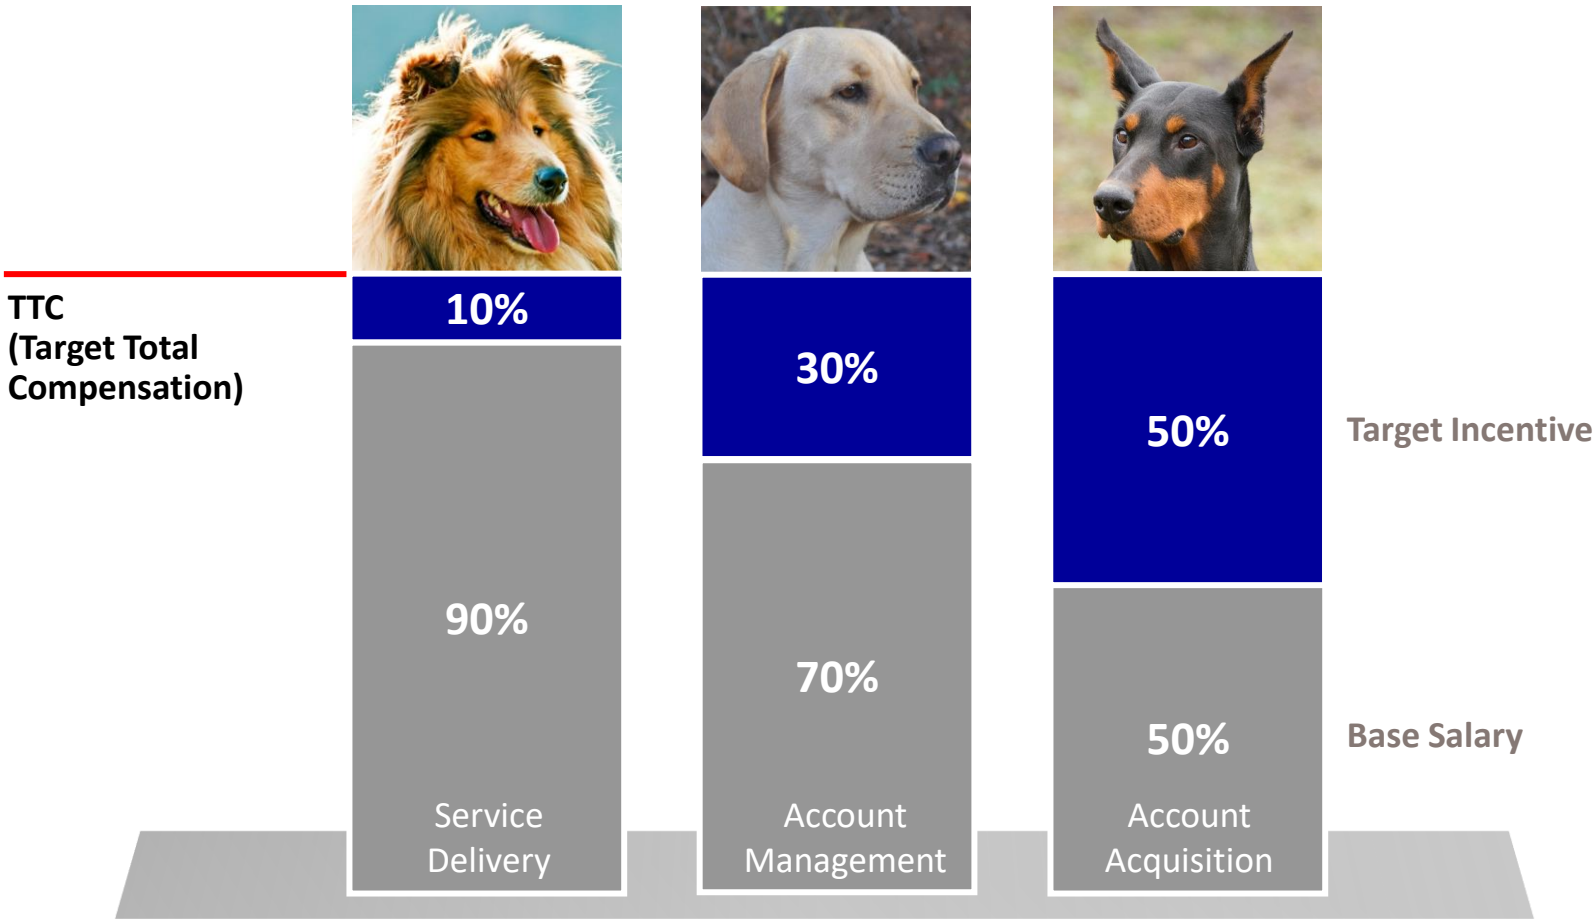 TTC
(Target Total
Compensation)
10%
30%
50%
Target Incentive
90%
70%
50%
Base Salary
Service
Delivery
Account
Management
Account
Acquisition